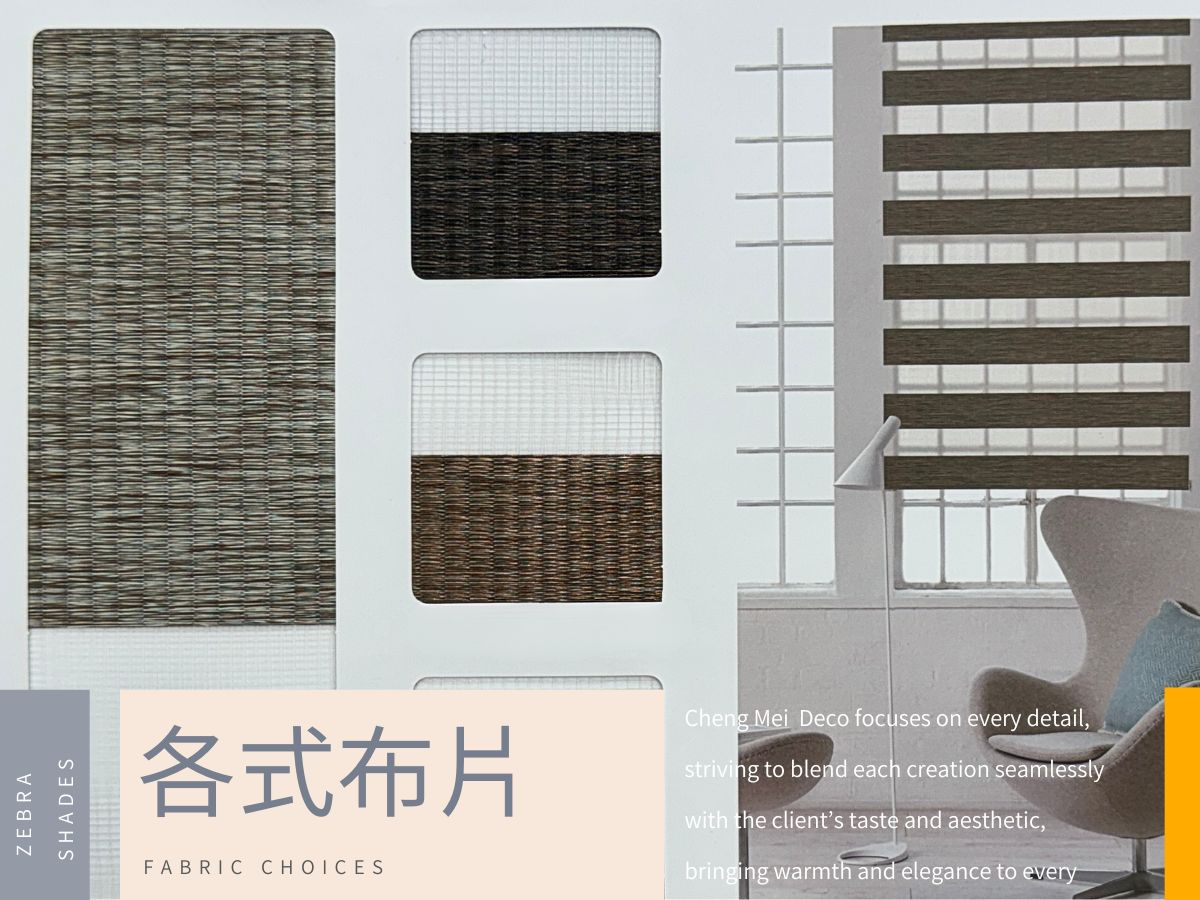 ZEBRA
SHADES
各式布片
FABRIC CHOICES
Cheng Mei Deco focuses on every detail,
striving to blend each creation seamlessly
with the client’s taste and aesthetic,
bringing warmth and elegance to every